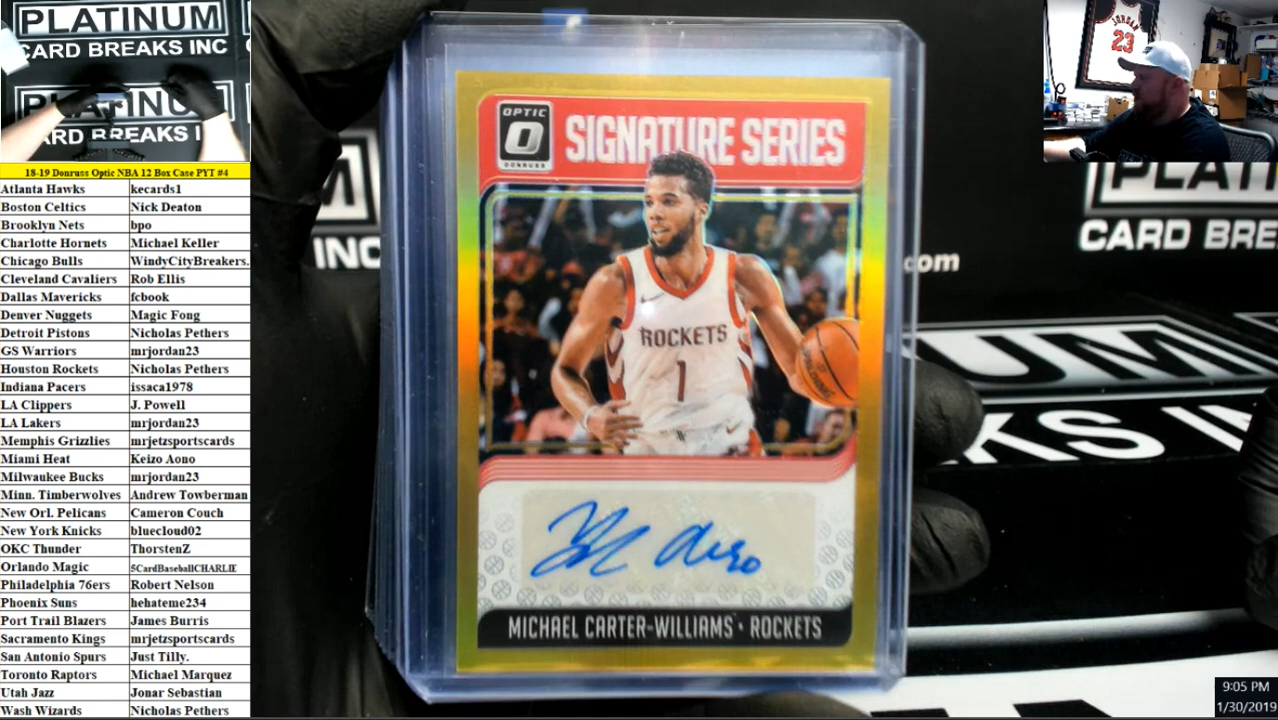 PLATINUM
CARD BREAKS INC
PLATINUM
CARD BREAKS I
18-19 Donruss Optic NBA 12 Box Case PYT #4
Atlanta Hawks kecards1
Boston Celtics Nick Deaton
Brooklyn Nets bpo
Charlotte Hornets Michael Keller
Chicago Bulls WindyCityBreakers.
Cleveland Cavaliers Rob Ellis
Dallas Mavericks fcbook
Denver Nuggets Magic Fong
Detroit Pistons Nicholas Pethers
GS Warriors mrjordan23
Houston Rockets Nicholas Pethers
Indiana Pacers issaca1978
LA Clippers J. Powell
LA Lakers mrjordan23
Memphis Grizzlies mrjetzsportscards
Miami Heat Keizo Aono
Milwaukee Bucks mrjordan23
Minn. Timberwolves Andrew Towberman
New Orl. Pelicans Cameron Couch
New York Knicks bluecloud02
OKC Thunder ThorstenZ
Orlando Magic 5CardBaseballCHARLIE
Philadelphia 76ers Robert Nelson
Phoenix Suns hehateme234
Port Trail Blazers James Burris
Sacramento Kings mrjetzsportscards
San Antonio Spurs Just Tilly.
Toronto Raptors Michael Marquez
Utah Jazz Jonar Sebastian
Wash Wizards Nicholas Pethers
OPTIC
DONRUSS
SIGNATURE SERIES
ROCKETS
1
MICHAEL CARTER-WILLIAMS • ROCKETS
M
INC
.com
JORDAN
23
PLATI
CARD BRE
UM
KS IN
9:05 PM
1/30/2019